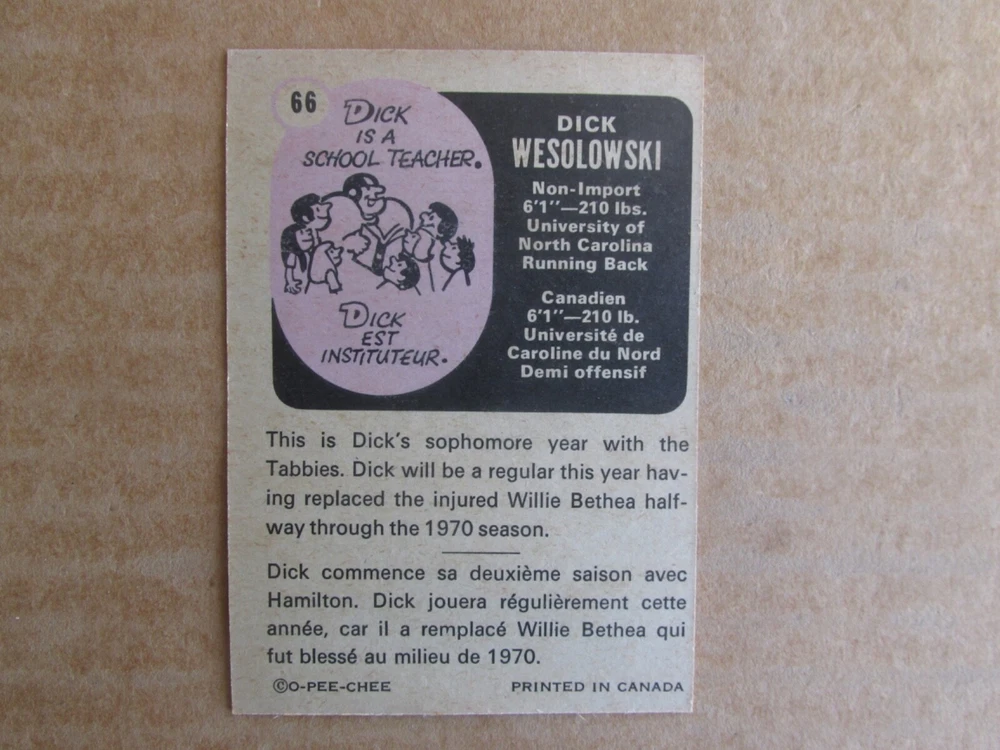 66
DICK
IS A
SCHOOL TEACHER.
DICK
EST
INSTITUTEUR.
DICK
WESOLOWSKI
Non-Import
6'1"—210 lbs.
University of
North Carolina
Running Back
Canadien
6'1"—210 lb.
Université de
Caroline du Nord
Demi offensif
This is Dick's sophomore year with the
Tabbies. Dick will be a regular this year hav-
ing replaced the injured Willie Bethea half-
way through the 1970 season.
Dick commence sa deuxième saison avec
Hamilton. Dick jouera régulièrement cette
année, car il a remplacé Willie Bethea qui
fut blessé au milieu de 1970.
©O-PEE-CHEE PRINTED IN CANADA